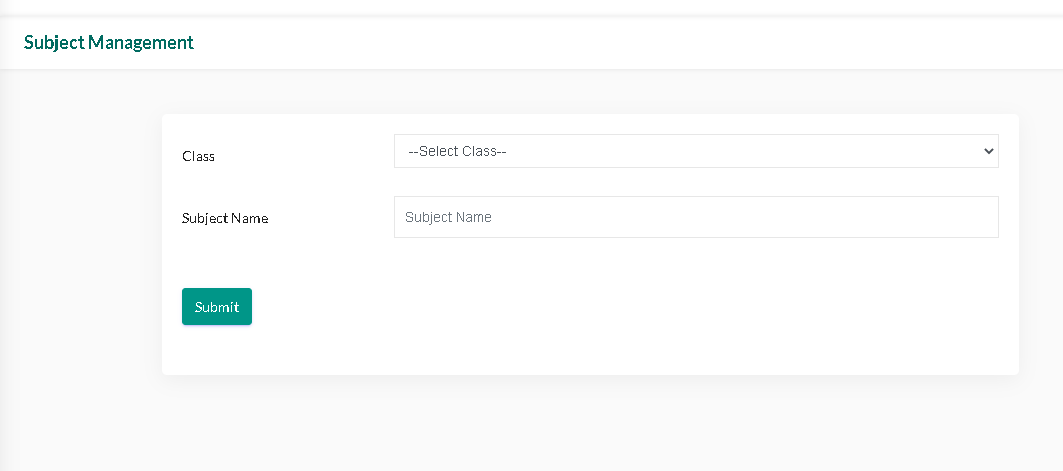 Subject Management
Class
--Select Class--
Subject Name
Subject Name
Submit